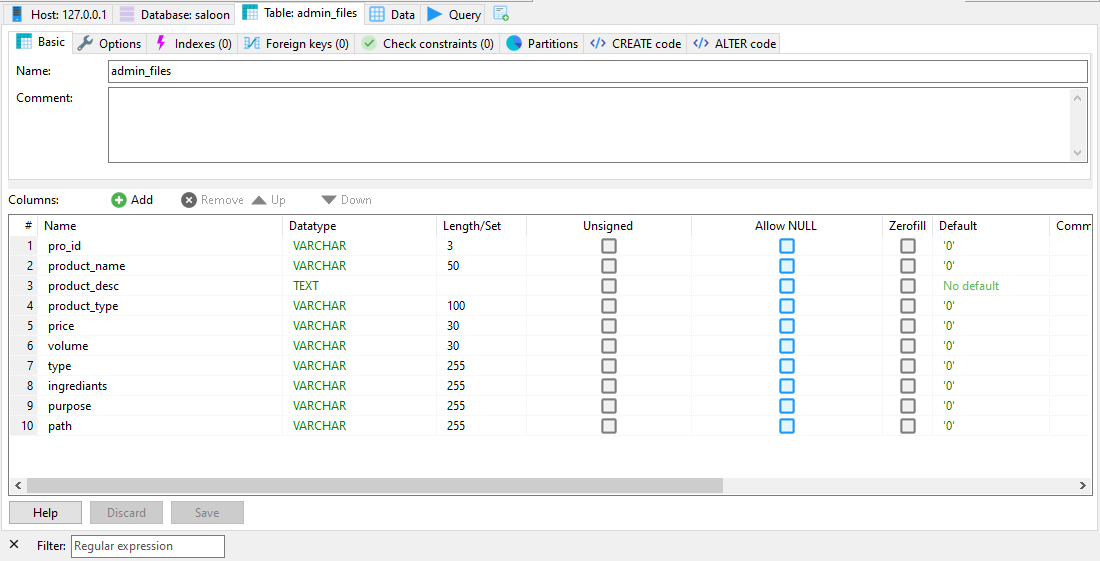 Host: 127.0.0.1 Database: saloon Table: admin_files Data Query
Basic Options Indexes (0) Foreign keys (0) Check constraints (0) Partitions CREATE code ALTER code
Name: admin_files
Comment:
Columns: Add Remove Up Down
# Name Datatype Length/Set Unsigned Allow NULL Zerofill Default Comm
1 pro_id VARCHAR 3 '0'
2 product_name VARCHAR 50 '0'
3 product_desc TEXT No default
4 product_type VARCHAR 100 '0'
5 price VARCHAR 30 '0'
6 volume VARCHAR 30 '0'
7 type VARCHAR 255 '0'
8 ingrediants VARCHAR 255 '0'
9 purpose VARCHAR 255 '0'
10 path VARCHAR 255 '0'
Help Discard Save
Filter: Regular expression